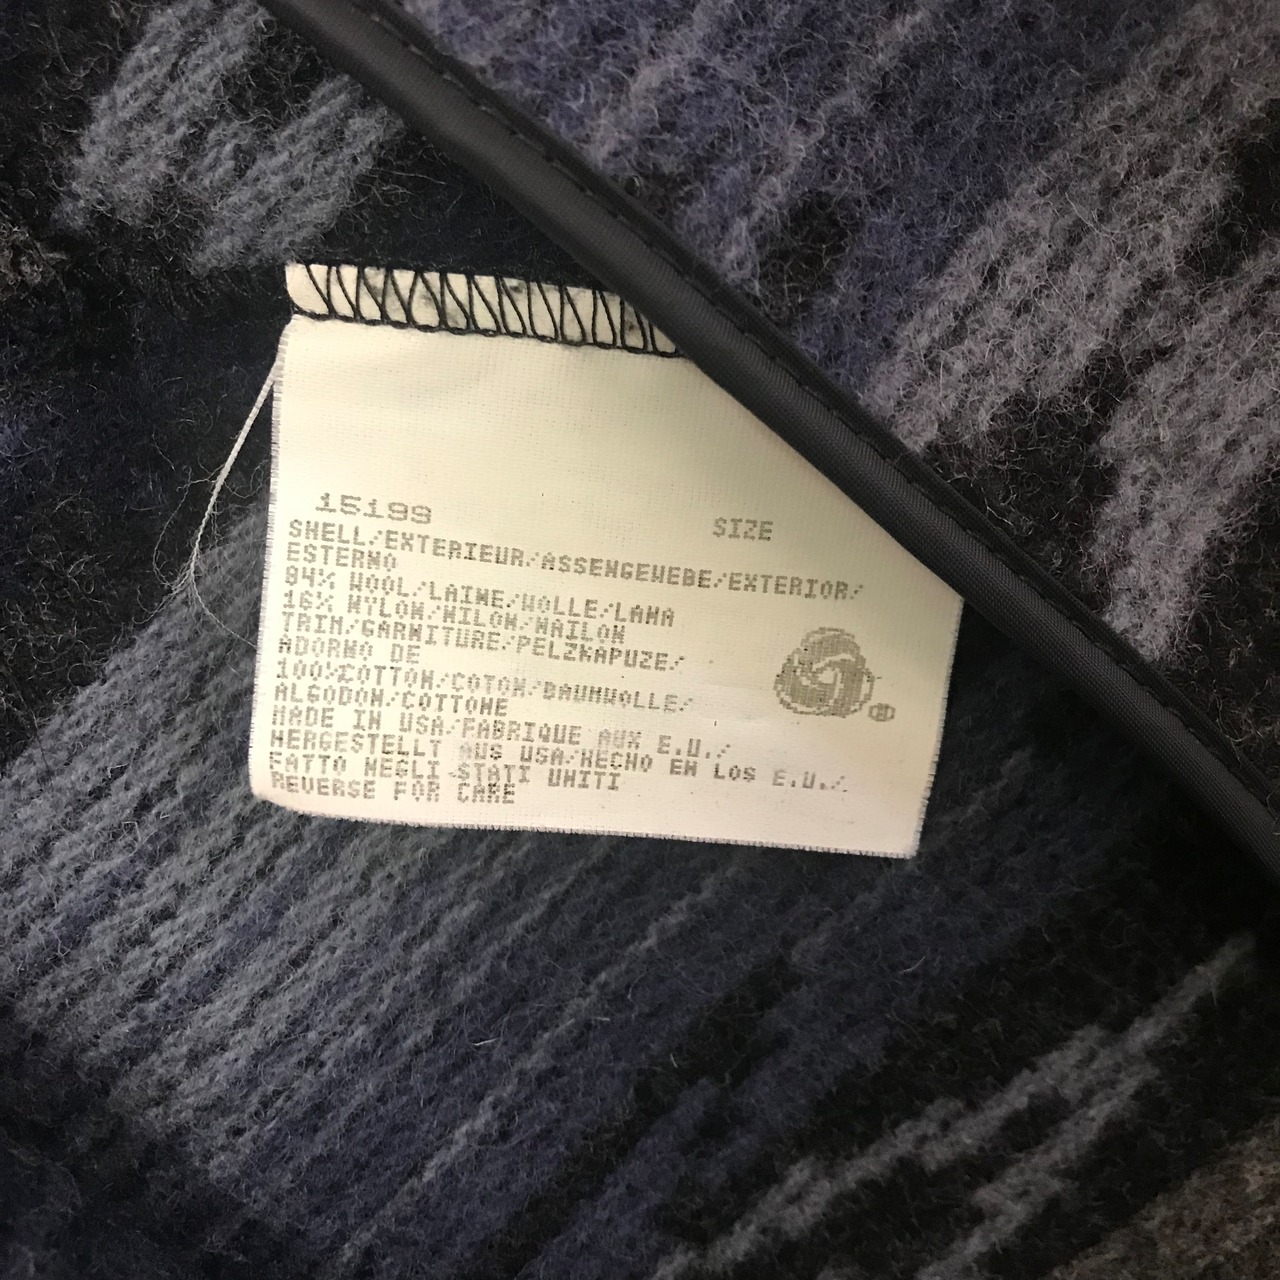 15199 SIZE
SHELL/EXTERIEUR/ASSENGEWEBE/EXTERIOR/
ESTERNO
84% WOOL/LAINE/WOLLE/LANA
16% NYLON/NILON/NAILON
TRIM/GARNITURE/PELZKAPUZE/
ADORNO DE
100%COTTON/COTON/BAUMWOLLE/
ALGODON/COTTONE
MADE IN USA/FABRIQUE AUX E.U./
HERGESTELLT AUS USA/HECHO EN LOS E.U./
FATTO NEGLI STATI UNITI
REVERSE FOR CARE
®